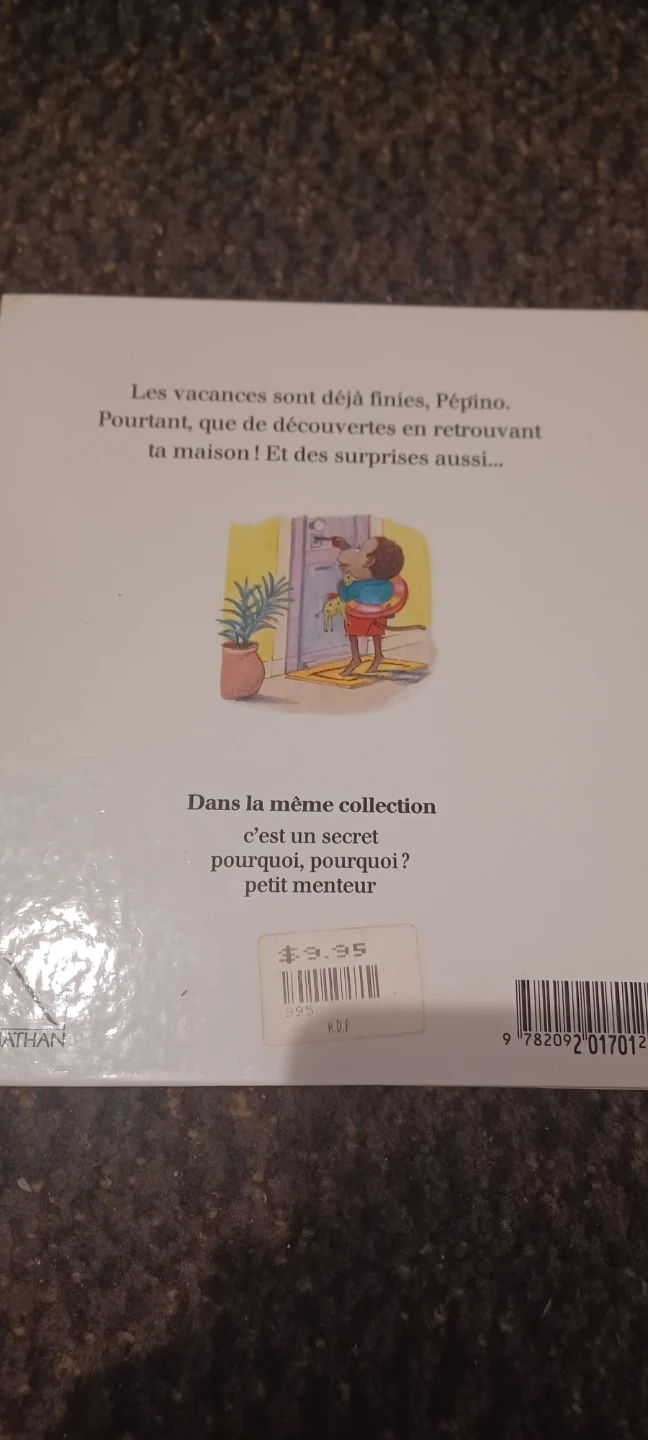 Les vacances sont déjà finies, Pépino.
Pourtant, que de découvertes en retrouvant
ta maison ! Et des surprises aussi...
Dans la même collection
c'est un secret
pourquoi, pourquoi ?
petit menteur
$9.95
995
H.D.P
ATHAN
9 782092 017012